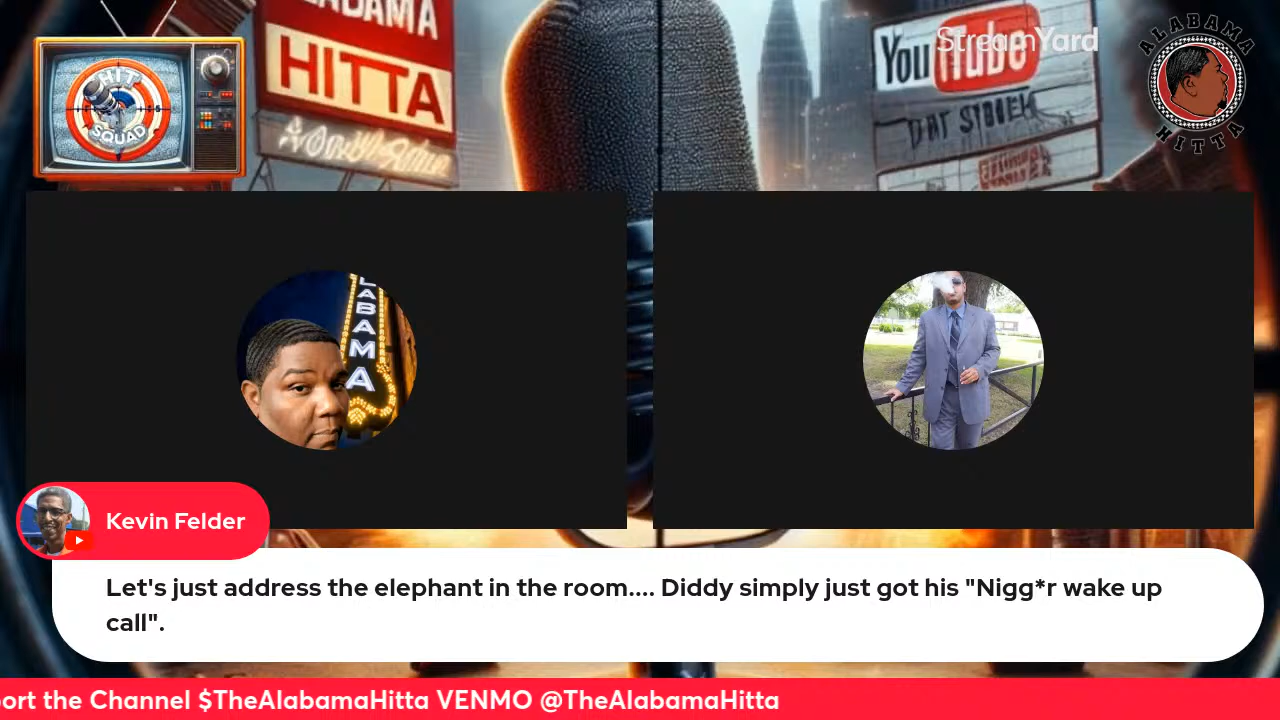 ALABAMA
HITTA
StreamYard
YouTube
ALABAMA
HITTA
HIT
SQUAD
LABAMA
Kevin Felder
Let's just address the elephant in the room.... Diddy simply just got his "Nigg*r wake up
call".
ort the Channel $TheAlabamaHitta VENMO @TheAlabamaHitta